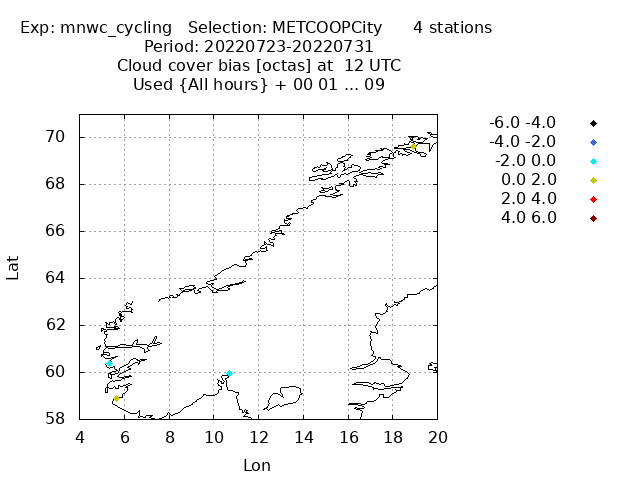 Exp: mnwc_cycling   Selection: METCOOPCity      4 stations
Period: 20220723-20220731
Cloud cover bias [octas] at  12 UTC
Used {All hours} + 00 01 ... 09
-6.0 -4.0
-4.0 -2.0
-2.0 0.0
0.0 2.0
2.0 4.0
4.0 6.0
70
68
66
64
62
60
58
Lat
4 6 8 10 12 14 16 18 20
Lon